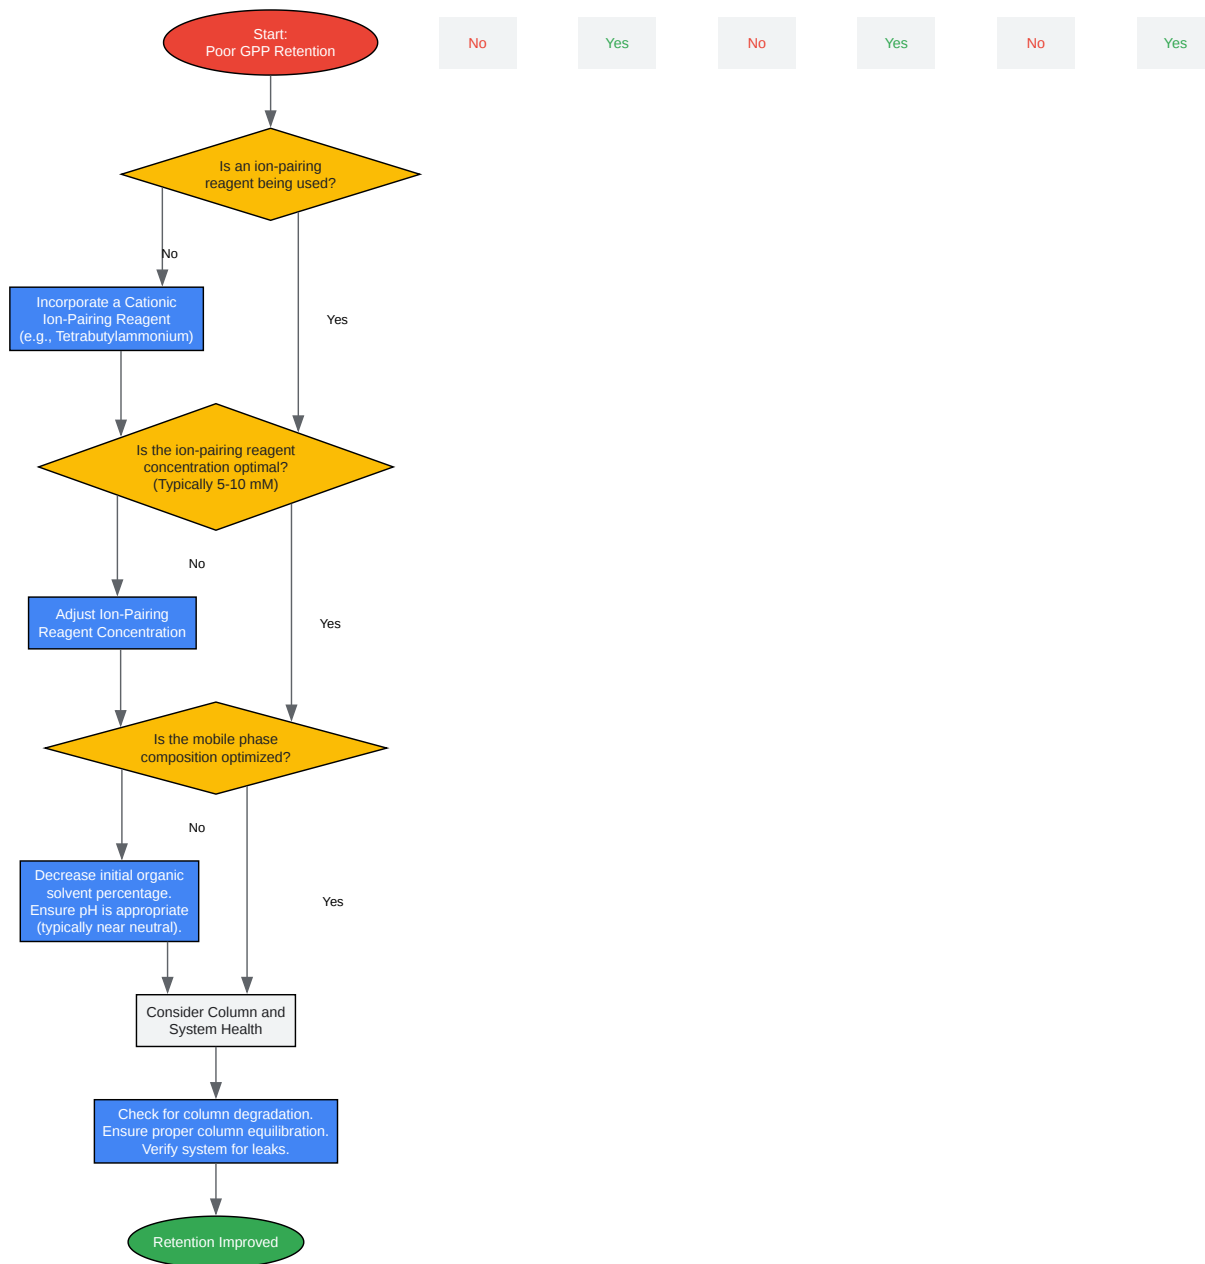 Start:
Poor GPP Retention
No
Yes
No
Yes
No
Yes
Is an ion-pairing
reagent being used?
No
Incorporate a Cationic
Ion-Pairing Reagent
(e.g., Tetrabutylammonium)
Yes
Is the ion-pairing reagent
concentration optimal?
(Typically 5-10 mM)
No
Adjust Ion-Pairing
Reagent Concentration
Yes
Is the mobile phase
composition optimized?
No
Decrease initial organic
solvent percentage.
Ensure pH is appropriate
(typically near neutral).
Yes
Consider Column and
System Health
Check for column degradation.
Ensure proper column equilibration.
Verify system for leaks.
Retention Improved